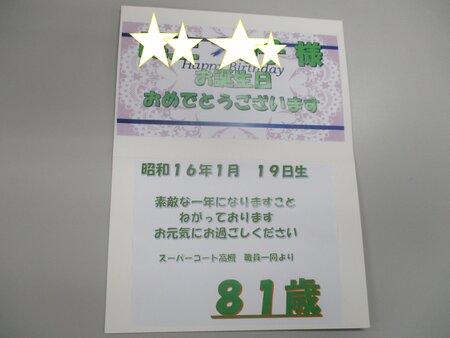 様
Happy Birthday
お誕生日
おめでとうございます
昭和16年1月 19日生
素敵な一年になりますこと
ねがっております
お元気にお過ごしください
スーパーコート高槻 職員一同より
81歳